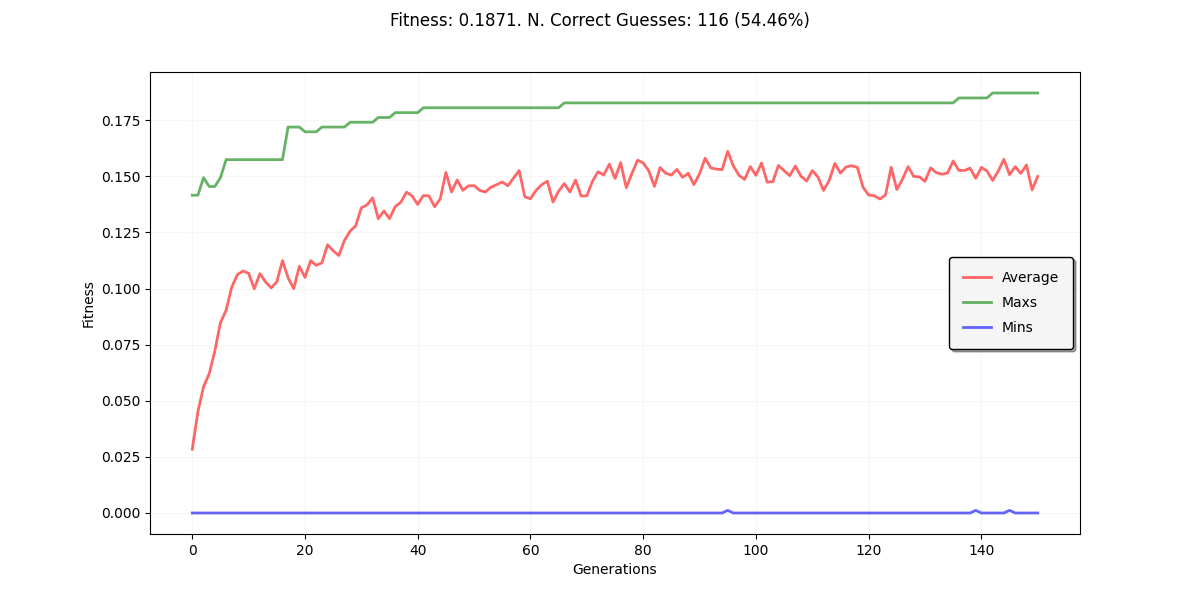 Fitness: 0.1871. N. Correct Guesses: 116 (54.46%)
0.175
0.150
0.125
0.100
0.075
0.050
0.025
0.000
Fitness
Average
Maxs
Mins
0 20 40 60 80 100 120 140
Generations